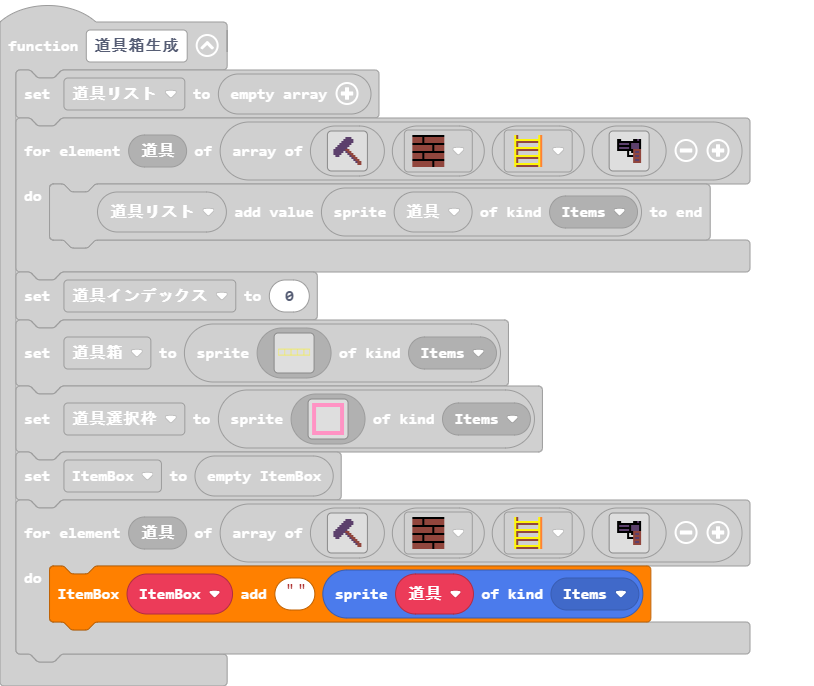 function 道具箱生成
set 道具リスト to empty array
for element 道具 of array of
do
道具リスト add value sprite 道具 of kind Items to end
set 道具インデックス to 0
set 道具箱 to sprite of kind Items
set 道具選択枠 to sprite of kind Items
set ItemBox to empty ItemBox
for element 道具 of array of
do
ItemBox ItemBox add "" sprite 道具 of kind Items